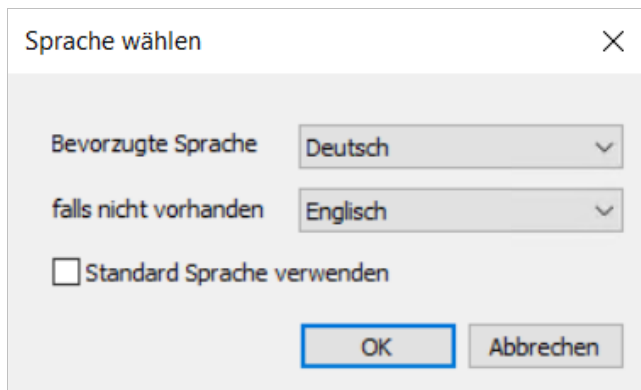 Sprache wählen
Bevorzugte Sprache Deutsch
falls nicht vorhanden Englisch
Standard Sprache verwenden
OK Abbrechen